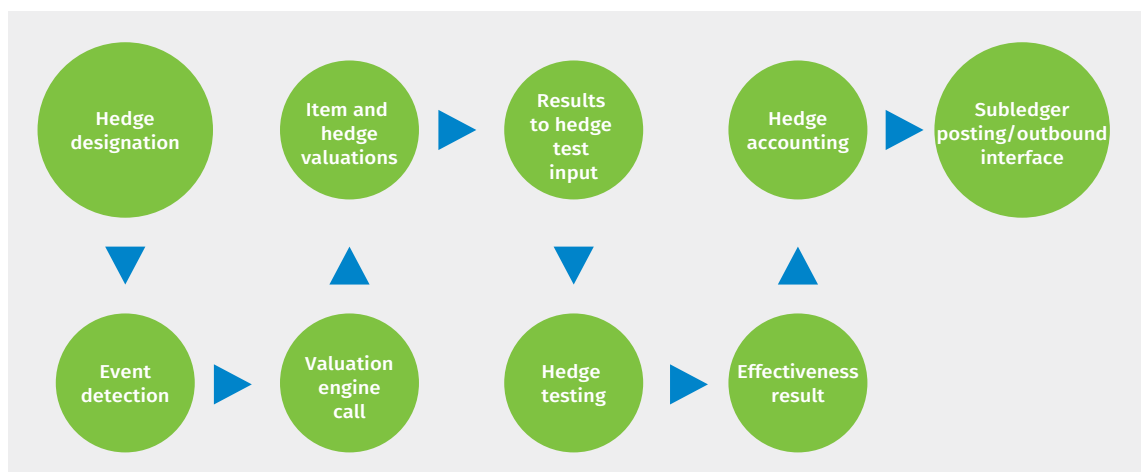 Hedge
designation
Item and
hedge
valuations
Results
to hedge
test
input
Hedge
accounting
Subledger
posting/outbound
interface
Event
detection
Valuation
engine
call
Hedge
testing
Effectiveness
result